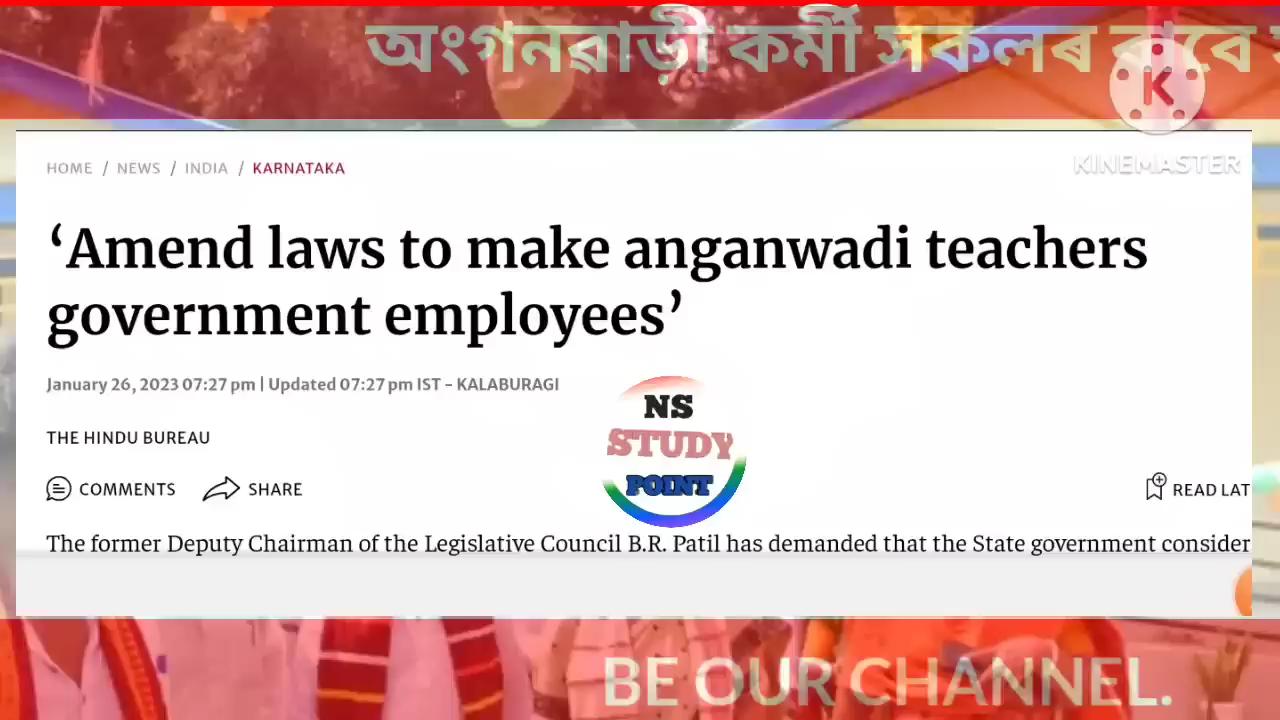 অংগনৱাড়ী কৰ্মী সকলৰ বাবে
K
KINEMASTER
HOME / NEWS / INDIA / KARNATAKA
‘Amend laws to make anganwadi teachers
government employees’
January 26, 2023 07:27 pm | Updated 07:27 pm IST - KALABURAGI
THE HINDU BUREAU
NS
STUDY
POINT
COMMENTS SHARE
READ LAT
The former Deputy Chairman of the Legislative Council B.R. Patil has demanded that the State government consider
BE OUR CHANNEL.